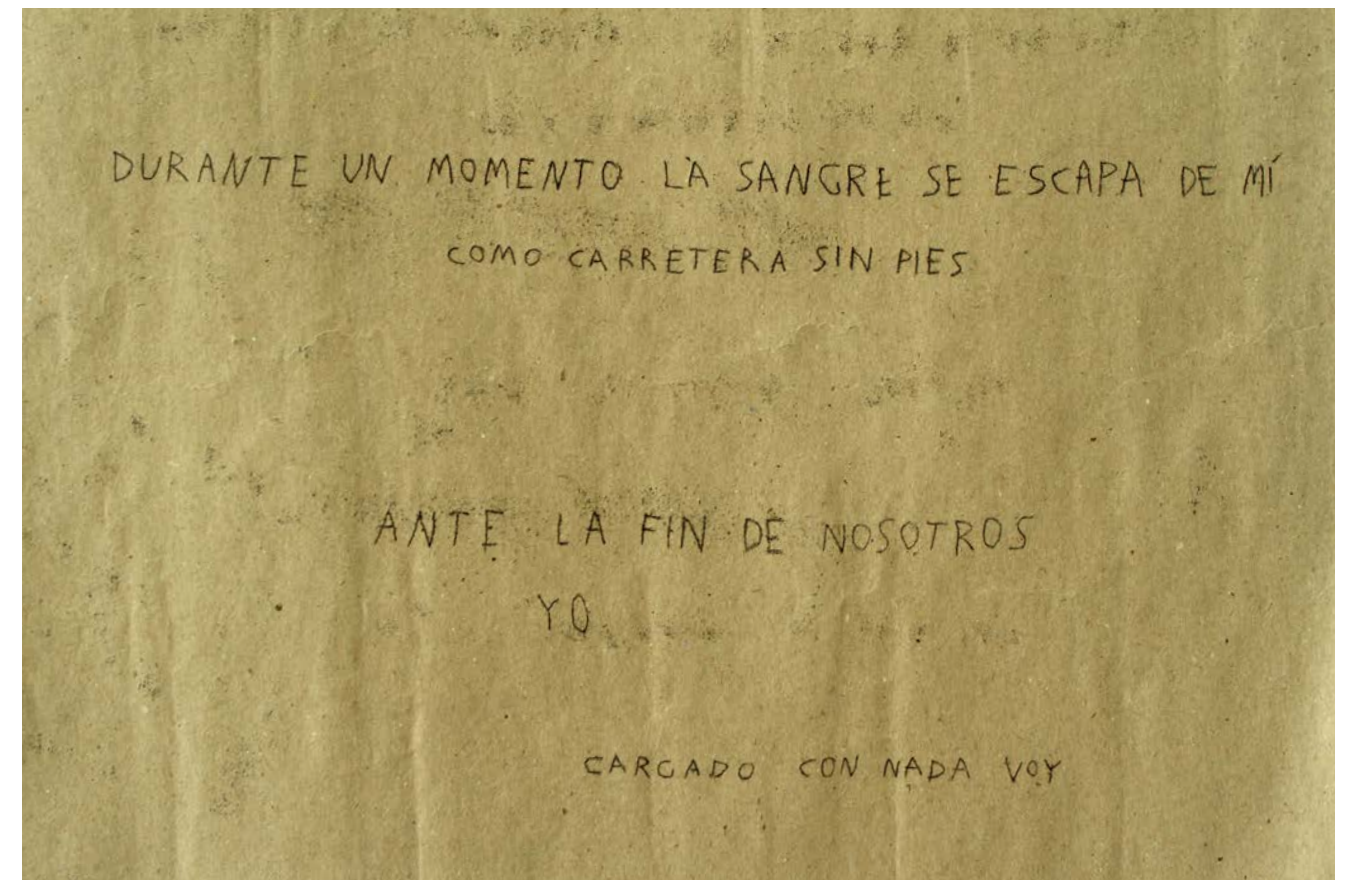 DURANTE UN MOMENTO LA SANGRE SE ESCAPA DE MÍ
COMO CARRETERA SIN PIES
ANTE LA FIN DE NOSOTROS
YO
CARGADO CON NADA VOY